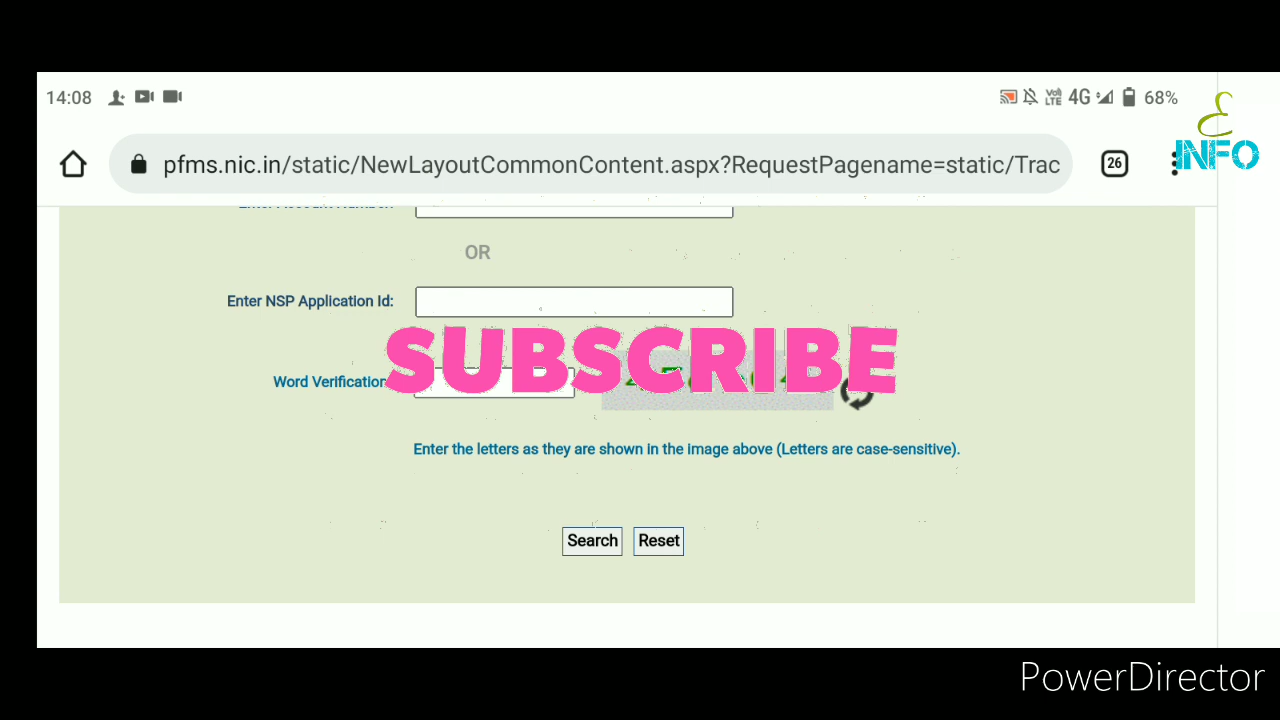 14:08 4G 68%
pfms.nic.in/static/NewLayoutCommonContent.aspx?RequestPagename=static/Trac 26
INFO
OR
Enter NSP Application Id:
SUBSCRIBE
Word Verification
Enter the letters as they are shown in the image above (Letters are case-sensitive).
Search Reset
PowerDirector